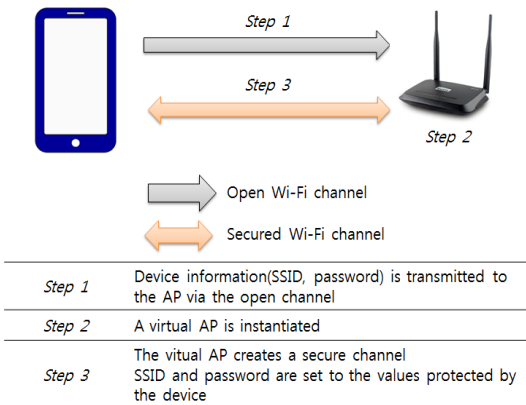 Step 1
Step 3
Step 2
Open Wi-Fi channel
Secured Wi-Fi channel
Step 1
Device information(SSID, password) is transmitted to
the AP via the open channel
Step 2
A virtual AP is instantiated
Step 3
The vitual AP creates a secure channel
SSID and password are set to the values protected by
the device